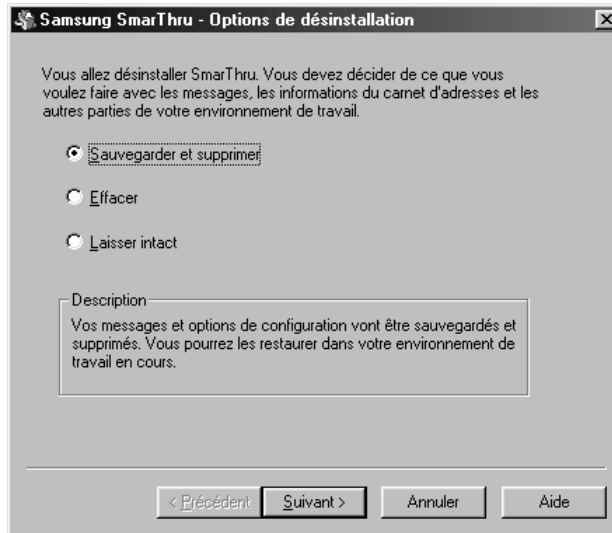 Samsung SmarThru - Options de désinstallation
Vous allez désinstaller SmarThru. Vous devez décider de ce que vous
voulez faire avec les messages, les informations du carnet d'adresses et les
autres parties de votre environnement de travail.
Sauvegarder et supprimer
Effacer
Laisser intact
Description
Vos messages et options de configuration vont être sauvegardés et
supprimés. Vous pourrez les restaurer dans votre environnement de
travail en cours.
< Précédent Suivant > Annuler Aide